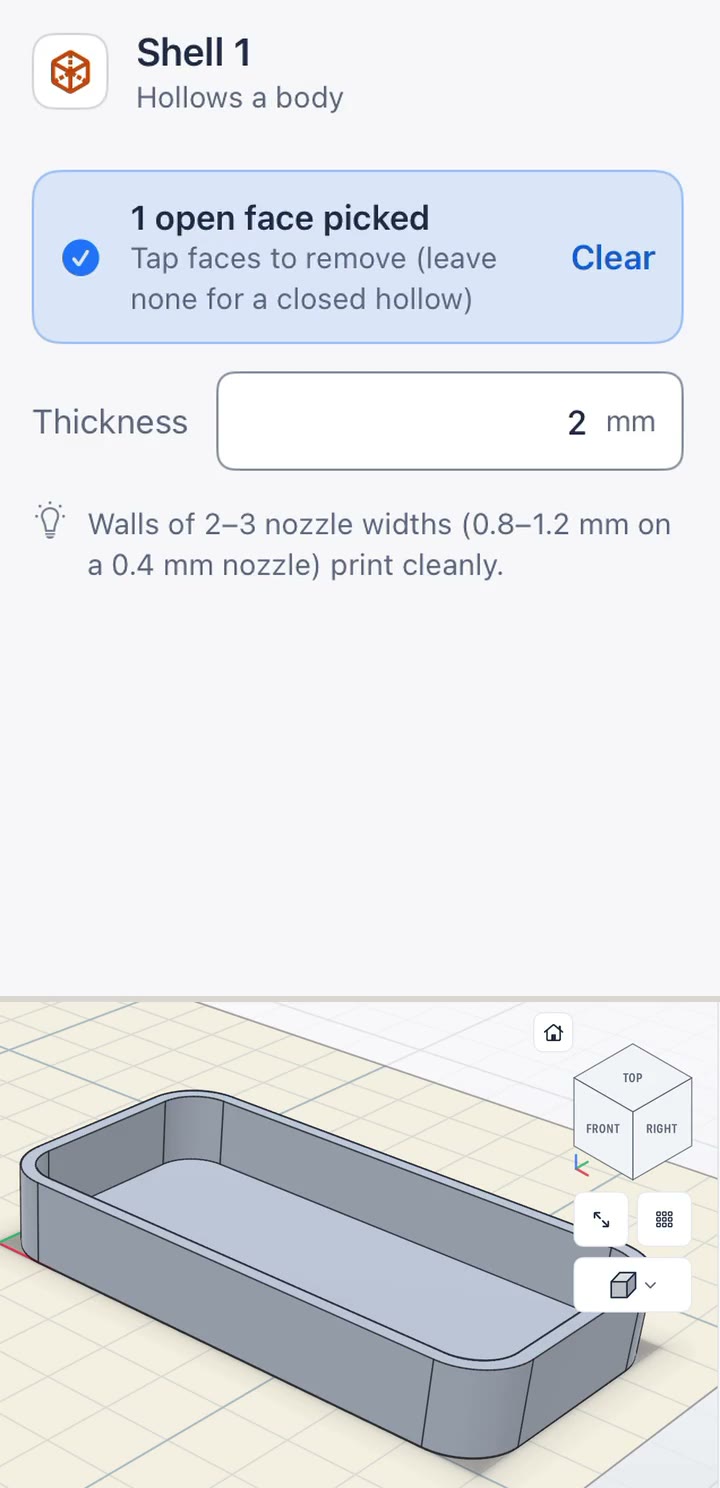 Shell 1
Hollows a body
1 open face picked
Tap faces to remove (leave
none for a closed hollow)
Clear
Thickness
2 mm
Walls of 2–3 nozzle widths (0.8–1.2 mm on
a 0.4 mm nozzle) print cleanly.
TOP
FRONT
RIGHT